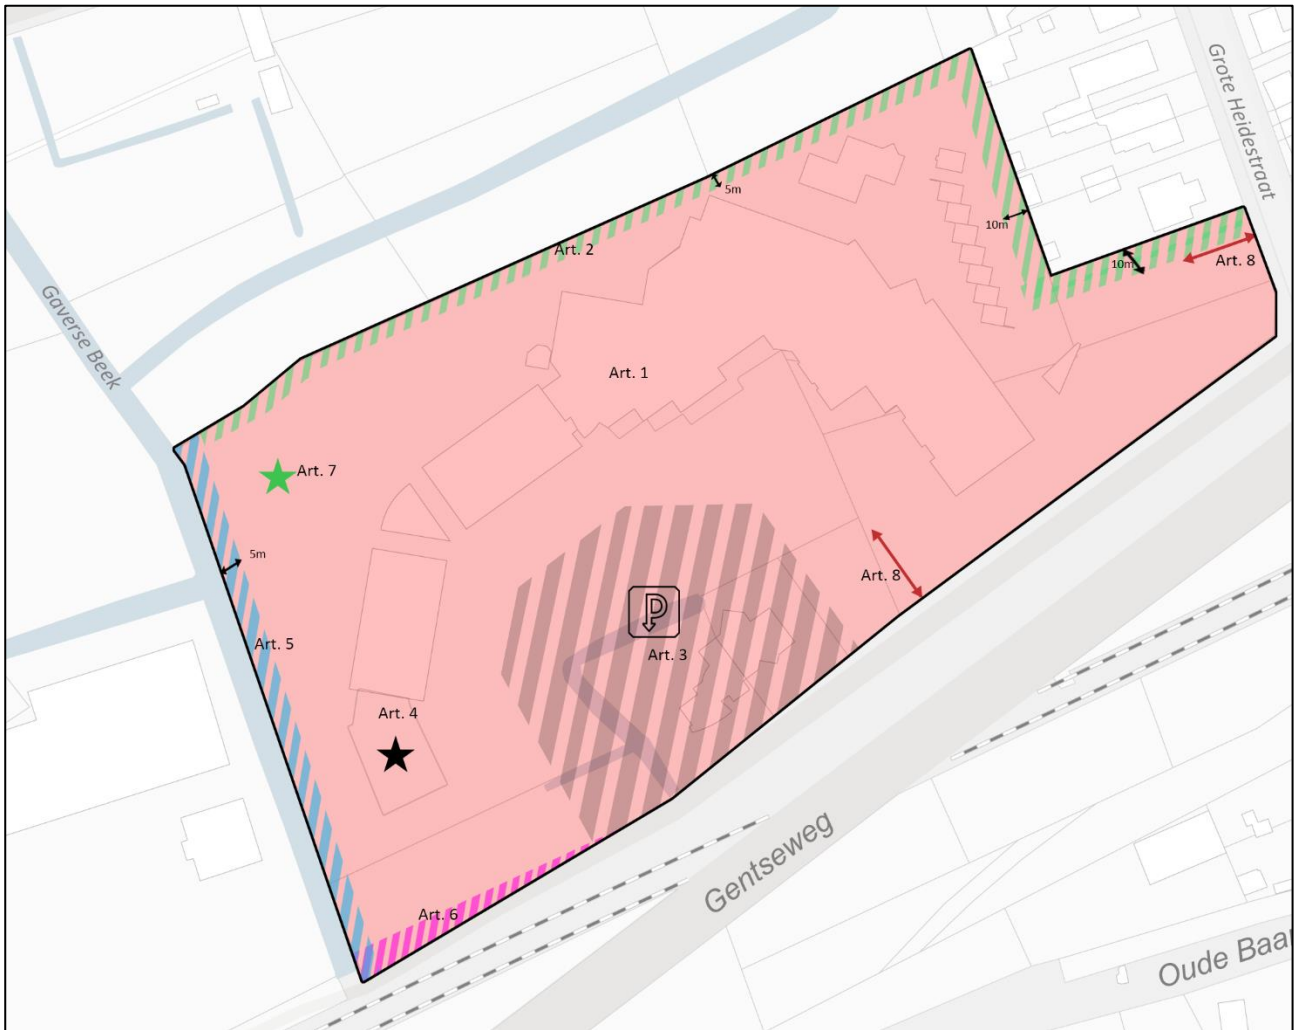 Grote Heidestraat
5m
10m
Art. 2
10m
Art. 8
Gaverse Beek
Art. 1
Art. 7
5m
Art. 8
P
Art. 5
Art. 3
Art. 4
Gentseweg
Art. 6
Oude Baa